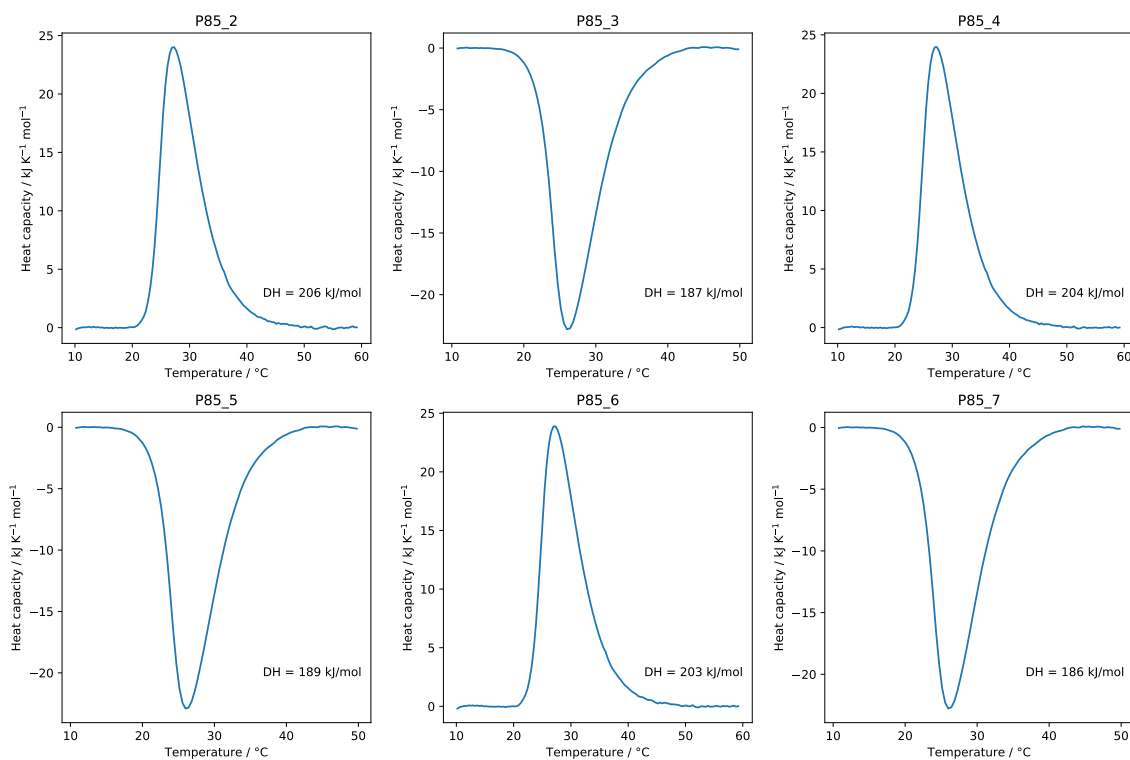 P85_2
25
20
15
10
5
0
Heat capacity / kJ K⁻¹ mol⁻¹
DH = 206 kJ/mol
10 20 30 40 50 60
Temperature / °C
P85_3
0
−5
−10
−15
−20
Heat capacity / kJ K⁻¹ mol⁻¹
DH = 187 kJ/mol
10 20 30 40 50
Temperature / °C
P85_4
25
20
15
10
5
0
Heat capacity / kJ K⁻¹ mol⁻¹
DH = 204 kJ/mol
10 20 30 40 50 60
Temperature / °C
P85_5
0
−5
−10
−15
−20
Heat capacity / kJ K⁻¹ mol⁻¹
DH = 189 kJ/mol
10 20 30 40 50
Temperature / °C
P85_6
25
20
15
10
5
0
Heat capacity / kJ K⁻¹ mol⁻¹
DH = 203 kJ/mol
10 20 30 40 50 60
Temperature / °C
P85_7
0
−5
−10
−15
−20
Heat capacity / kJ K⁻¹ mol⁻¹
DH = 186 kJ/mol
10 20 30 40 50
Temperature / °C